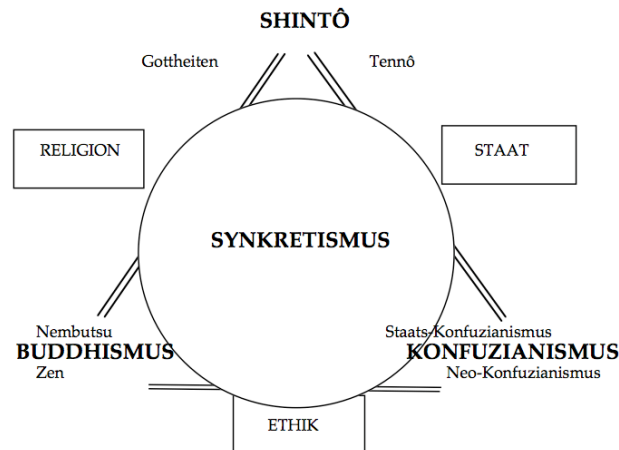 SHINTÔ
Gottheiten
Tennô
RELIGION
STAAT
SYNKRETISMUS
Nembutsu
BUDDHISMUS
Zen
Staats-Konfuzianismus
KONFUZIANISMUS
Neo-Konfuzianismus
ETHIK